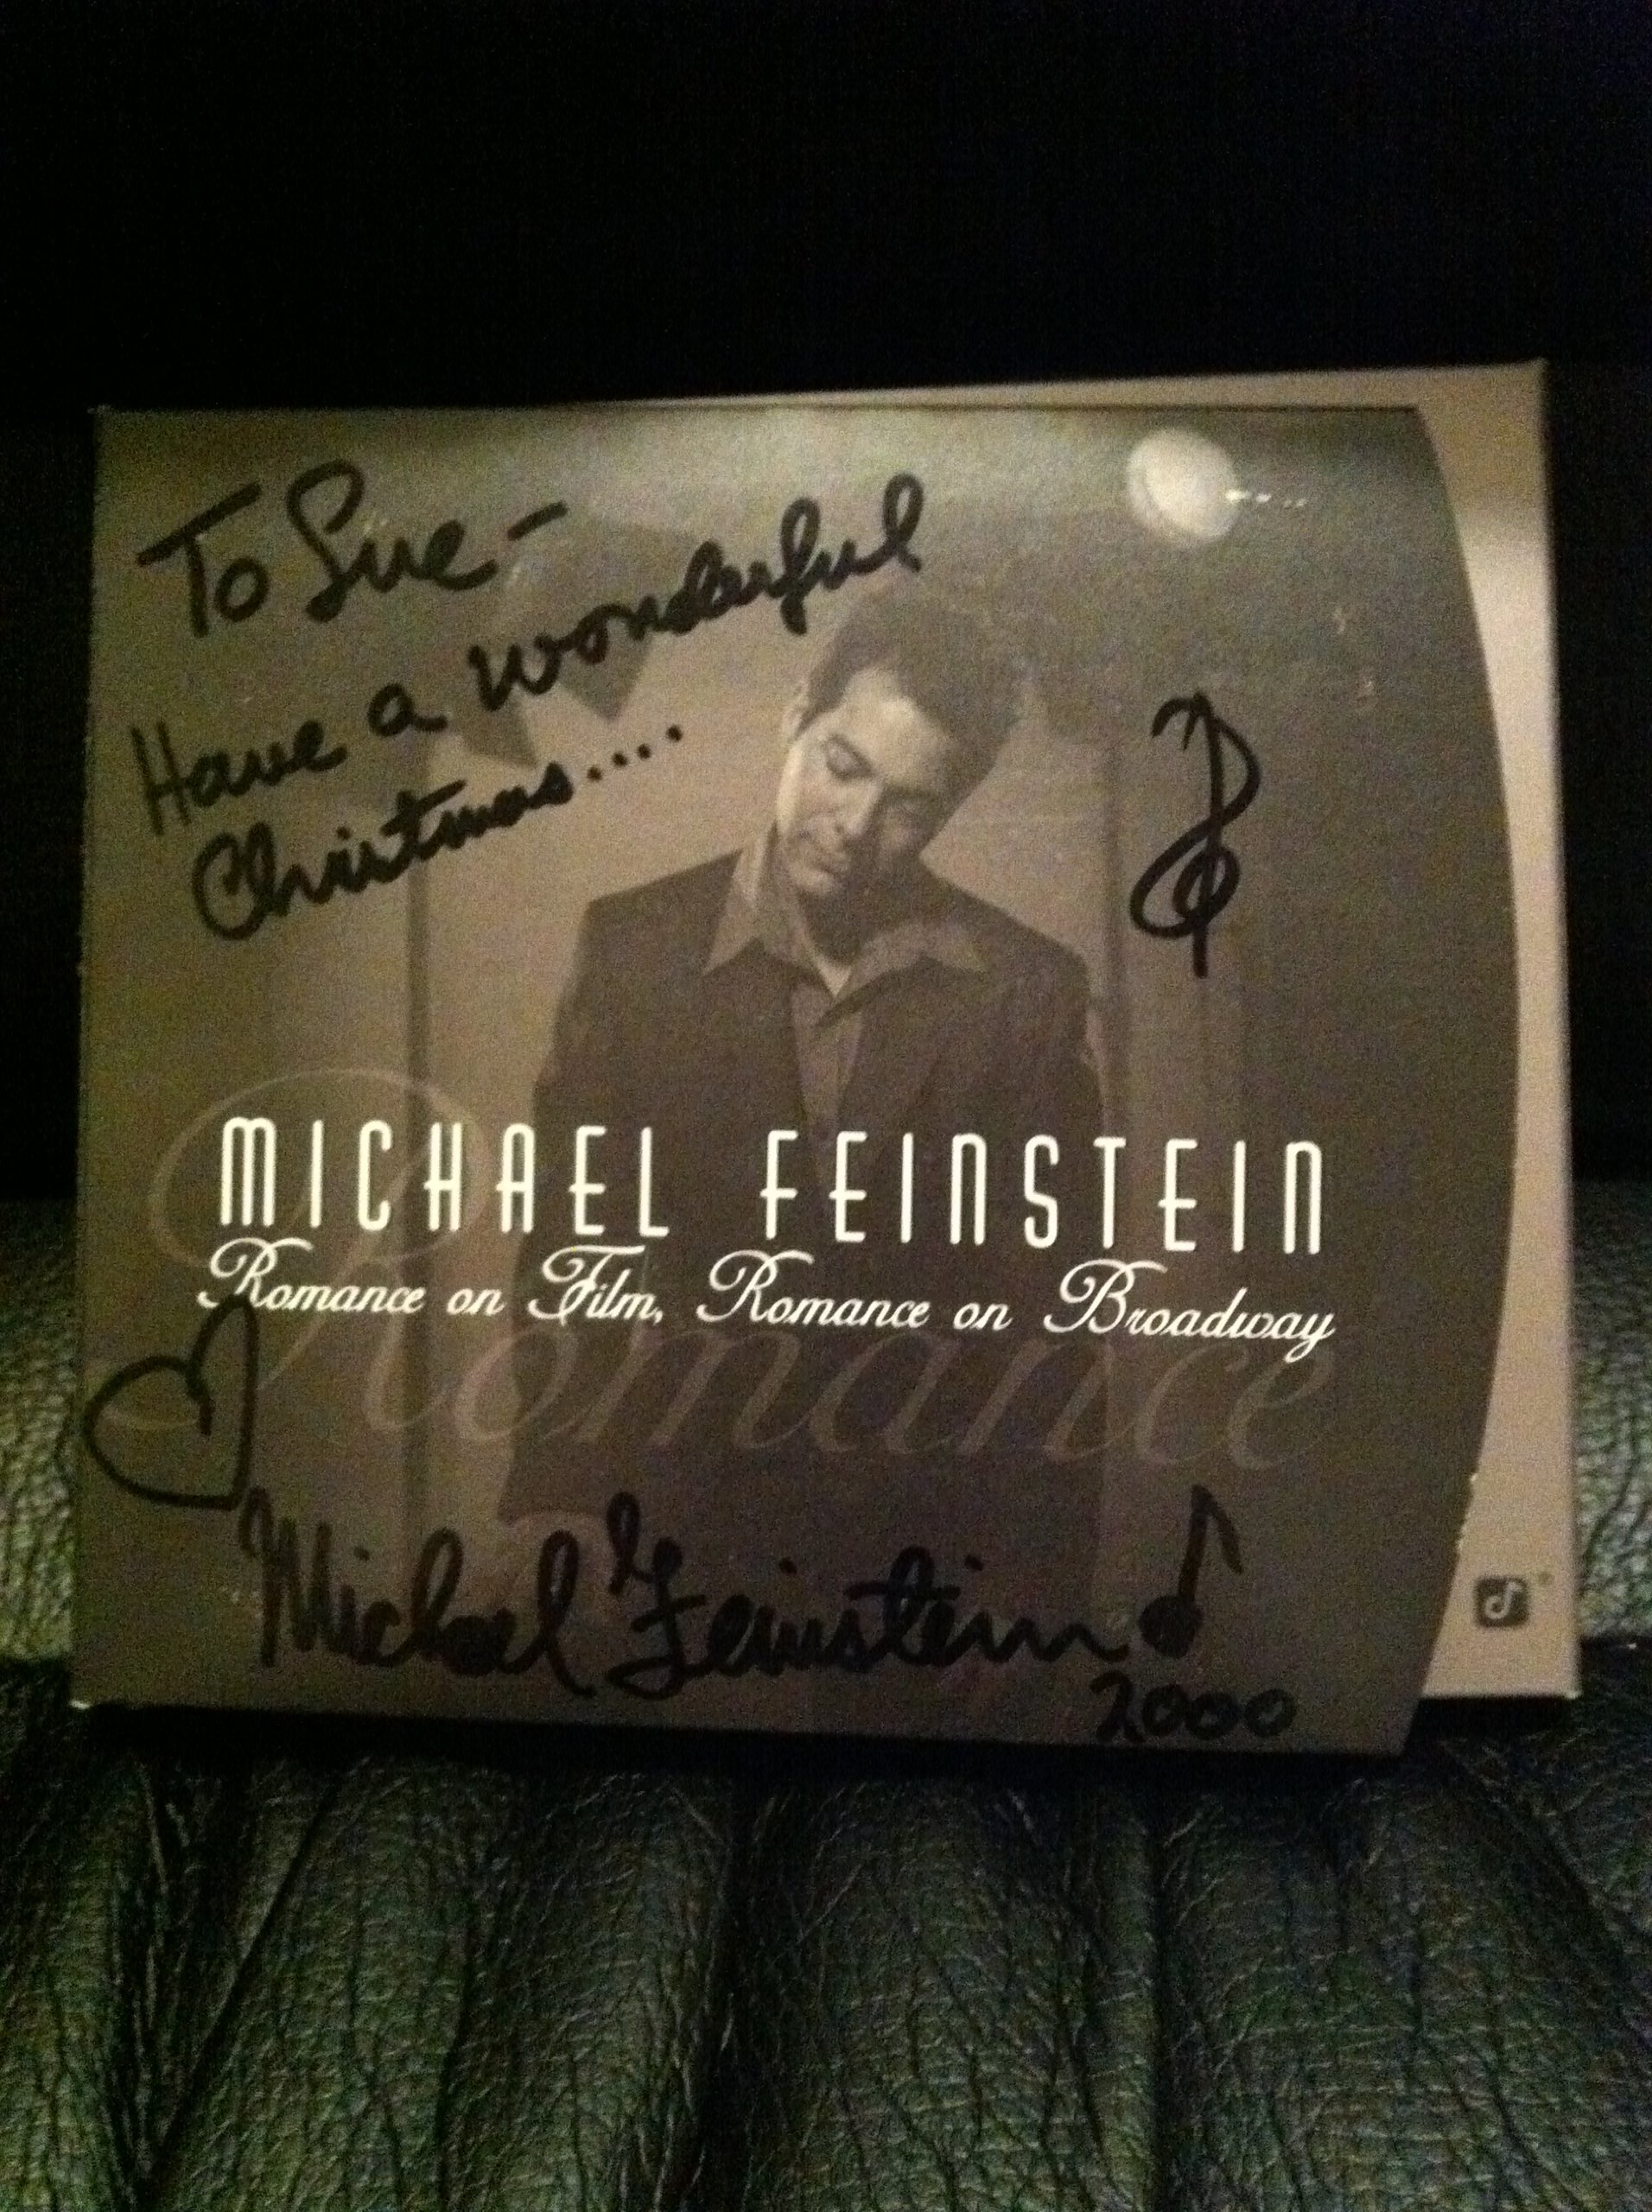 To Sue -
Have a wonderful
Christmas....
MICHAEL FEINSTEIN
Romance on Film, Romance on Broadway
Romance
Michael Feinstein
2000